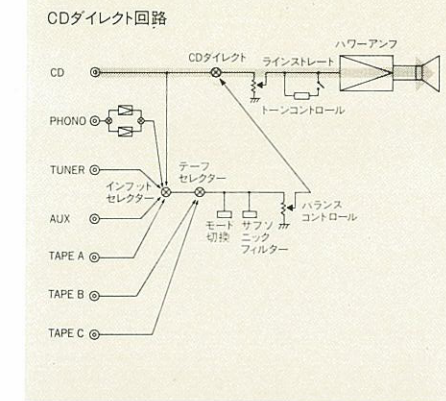 CDダイレクト回路
パワーアンプ
CDダイレクト
ラインストレート
CD
トーンコントロール
PHONO
TUNER
テープ
セレクター
インプット
セレクター
AUX
バランス
コントロール
モード
切換
サブソ
ニック
フィルター
TAPE A
TAPE B
TAPE C